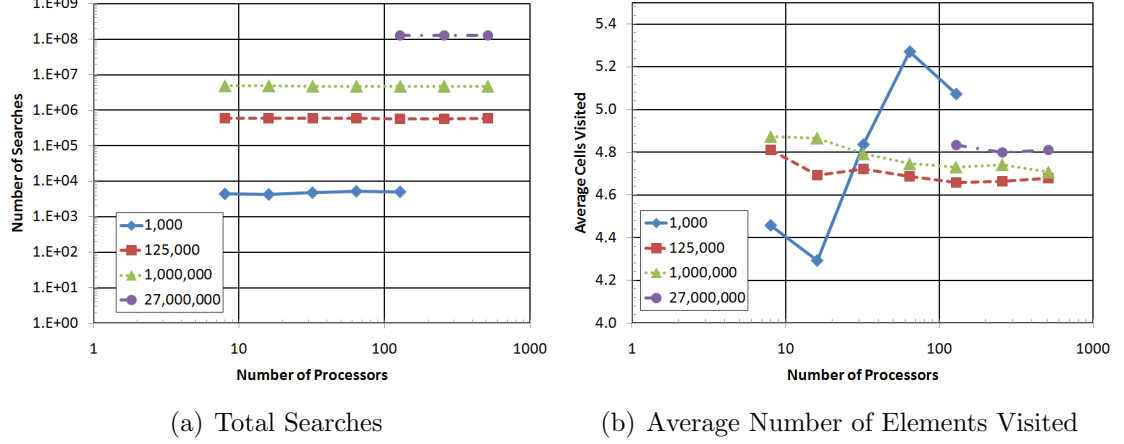 1.E+09
1.E+08
1.E+07
1.E+06
1.E+05
1.E+04
1.E+03
1.E+02
1.E+01
1.E+00
Number of Searches
1,000
125,000
1,000,000
27,000,000
1 10 100 1000
Number of Processors
(a) Total Searches
5.4
5.2
5.0
4.8
4.6
4.4
4.2
4.0
Average Cells Visited
1,000
125,000
1,000,000
27,000,000
1 10 100 1000
Number of Processors
(b) Average Number of Elements Visited